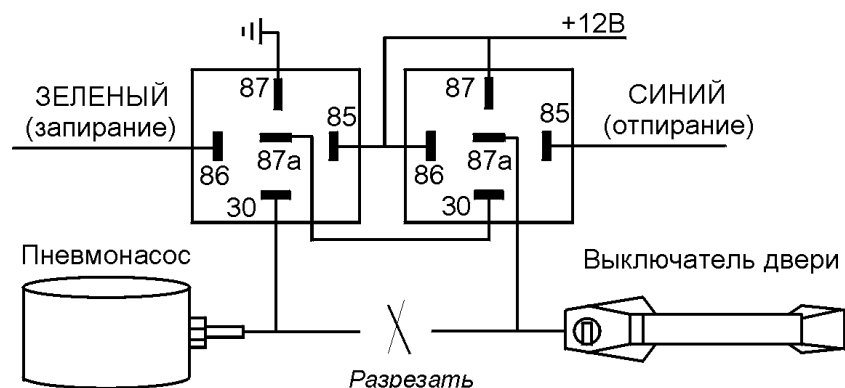 +12В
ЗЕЛЕНЫЙ
(запирание)
87
85
86
87a
30
87
85
86
87a
30
СИНИЙ
(отпирание)
Пневмонасос
Выключатель двери
Разрезать